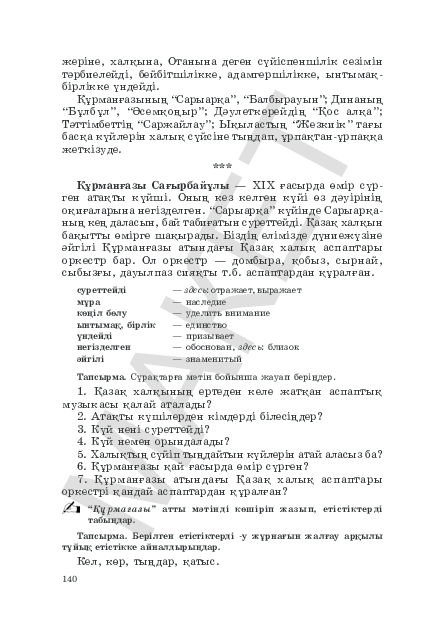 жеріне, халқына, Отанына деген сүйіспеншілік сезімін
тәрбиелейді, бейбітшілікке, адамгершілікке, ынтымақ-
бірлікке үндейді.
Құрманғазының “Сарыарқа”, “Балбырауын”; Динаның
“Бұлбұл”, “Әсемқоңыр”; Дәулеткерейдің “Қос алқа”;
Тәттімбеттің “Саржайлау”; Ықыластың “Жезкиік” тағы
басқа күйлерін халық сүйсіне тыңдап, ұрпақтан-ұрпаққа
жеткізуде.
***
Құрманғазы Сағырбайұлы — XIX ғасырда өмір сүр-
ген атақты күйші. Оның кез келген күйі өз дәуірінің
оқиғаларына негізделген. “Сарыарқа” күйінде Сарыарқа-
ның кең даласын, бай табиғатын суреттейді. Қазақ халқын
бақытты өмірге шақырады. Біздің елімізде дүниежүзіне
әйгілі Құрманғазы атындағы Қазақ халық аспаптары
оркестр бар. Ол оркестр — домбыра, қобыз, сырнай,
сыбызғы, дауылпаз сияқты т.б. аспаптардан құралған.
суреттейді — здесь: отражает, выражает
мұра — наследие
көңіл бөлу — уделить внимание
ынтымақ, бірлік — единство
үндейді — призывает
негізделген — обоснован, здесь: близок
әйгілі — знаменитый
Тапсырма. Сұрақтарға мәтін бойынша жауап беріңдер.
1. Қазақ халқының ертеден келе жатқан аспаптық
музыкасы қалай аталады?
2. Атақты күйшілерден кімдерді білесіңдер?
3. Күй нені суреттейді?
4. Күй немен орындалады?
5. Халықтың сүйіп тыңдайтын күйлерін атай аласыз ба?
6. Құрманғазы қай ғасырда өмір сүрген?
7. Құрманғазы атындағы Қазақ халық аспаптары
оркестрі қандай аспаптардан құралған?
“Құрмағазы” атты мәтінді көшіріп жазып, етістіктерді
табыңдар.
Тапсырма. Берілген етістіктерді -у жұрнағын жалғау арқылы
тұйық етістікке айналдырыңдар.
Кел, көр, тыңдар, қатыс.
140
МАКЕТ